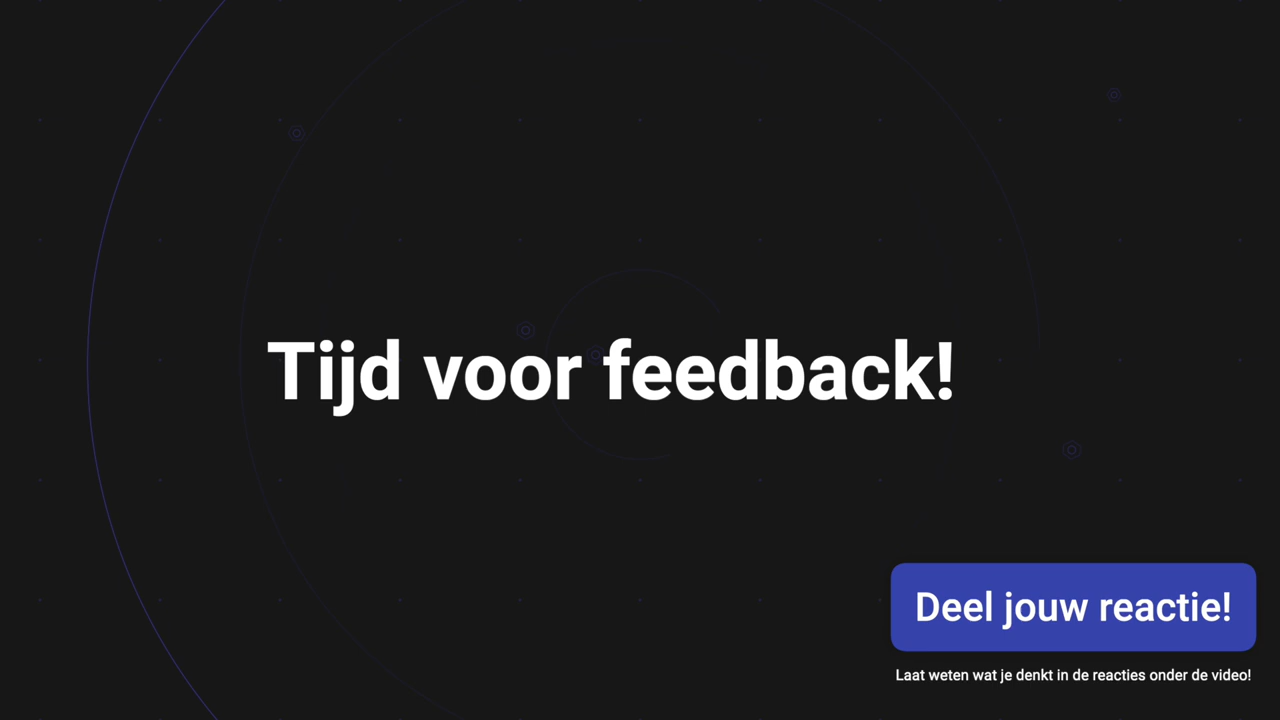 Tijd voor feedback!
Deel jouw reactie!
Laat weten wat je denkt in de reacties onder de video!